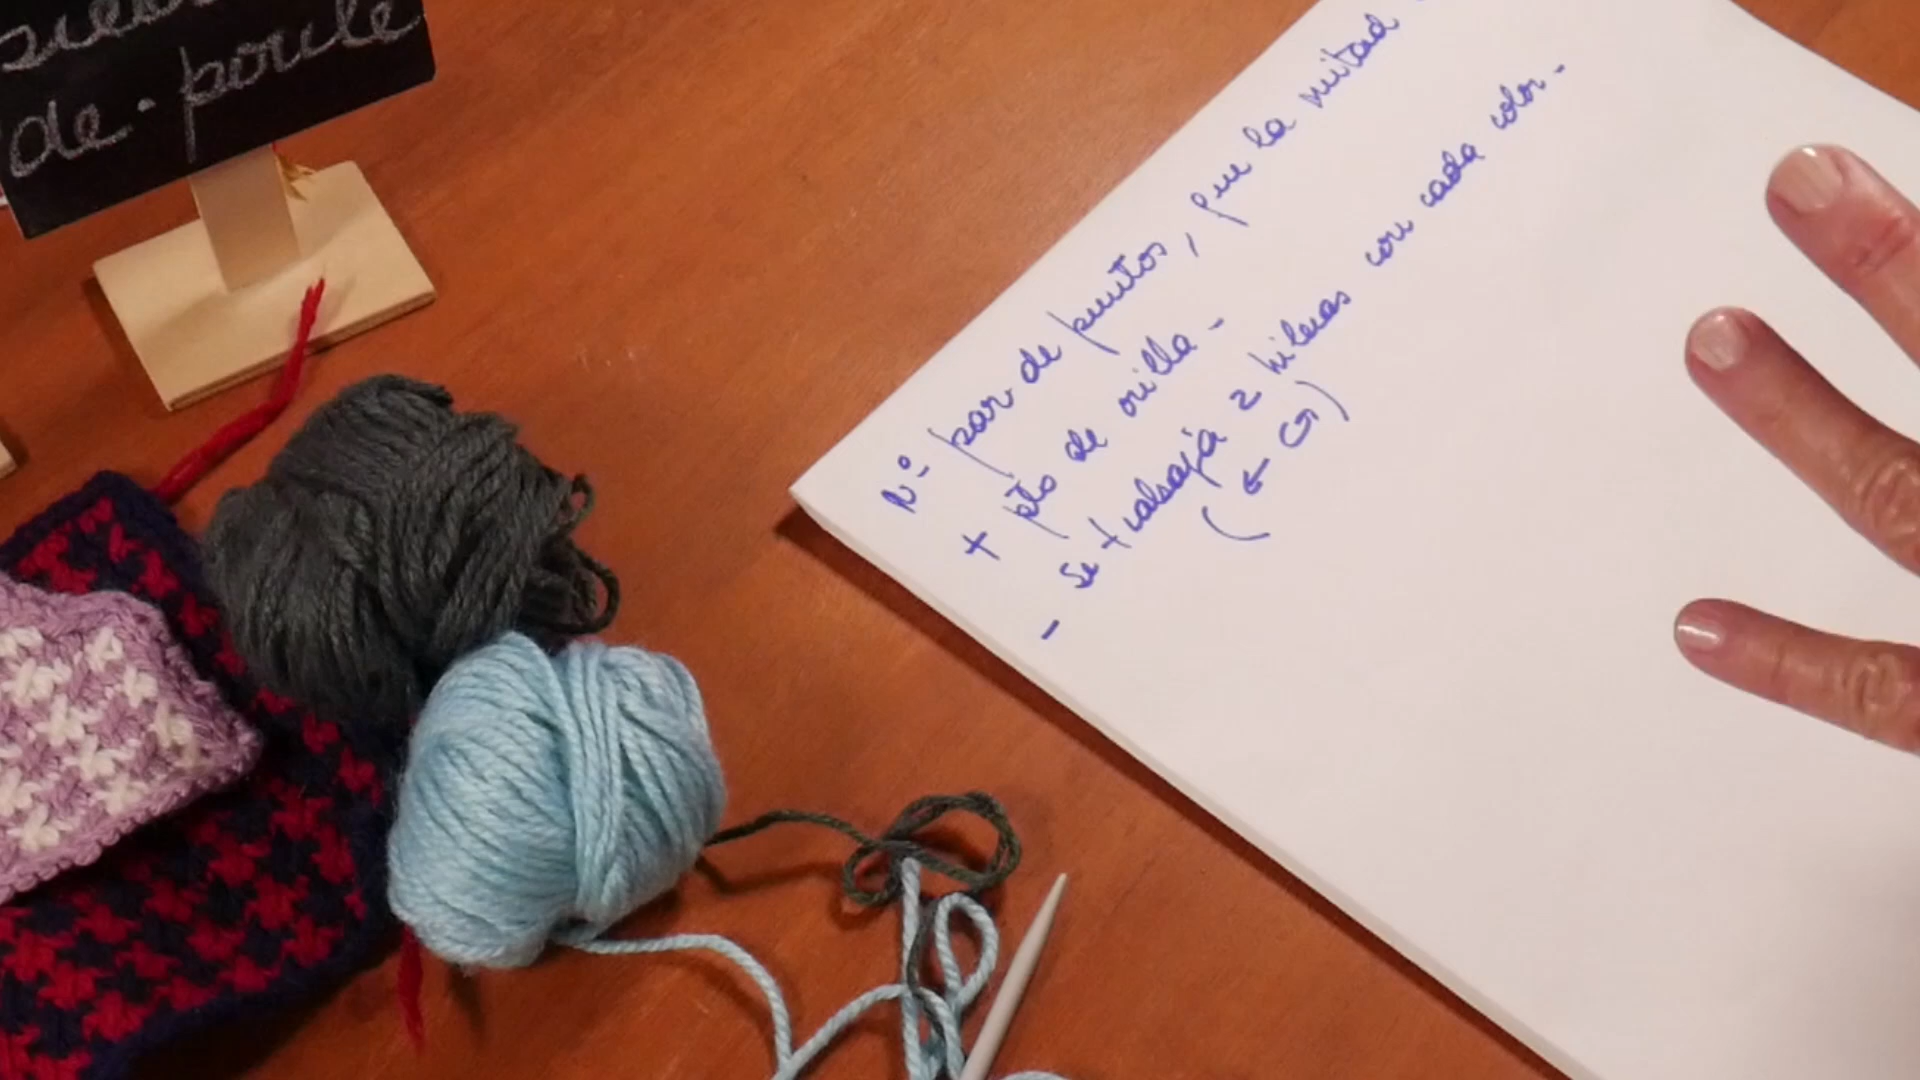 de-poule
Nº par de puntos, que la mitad
+ pto de orilla -
- se trabaja 2 hileras con cada color.